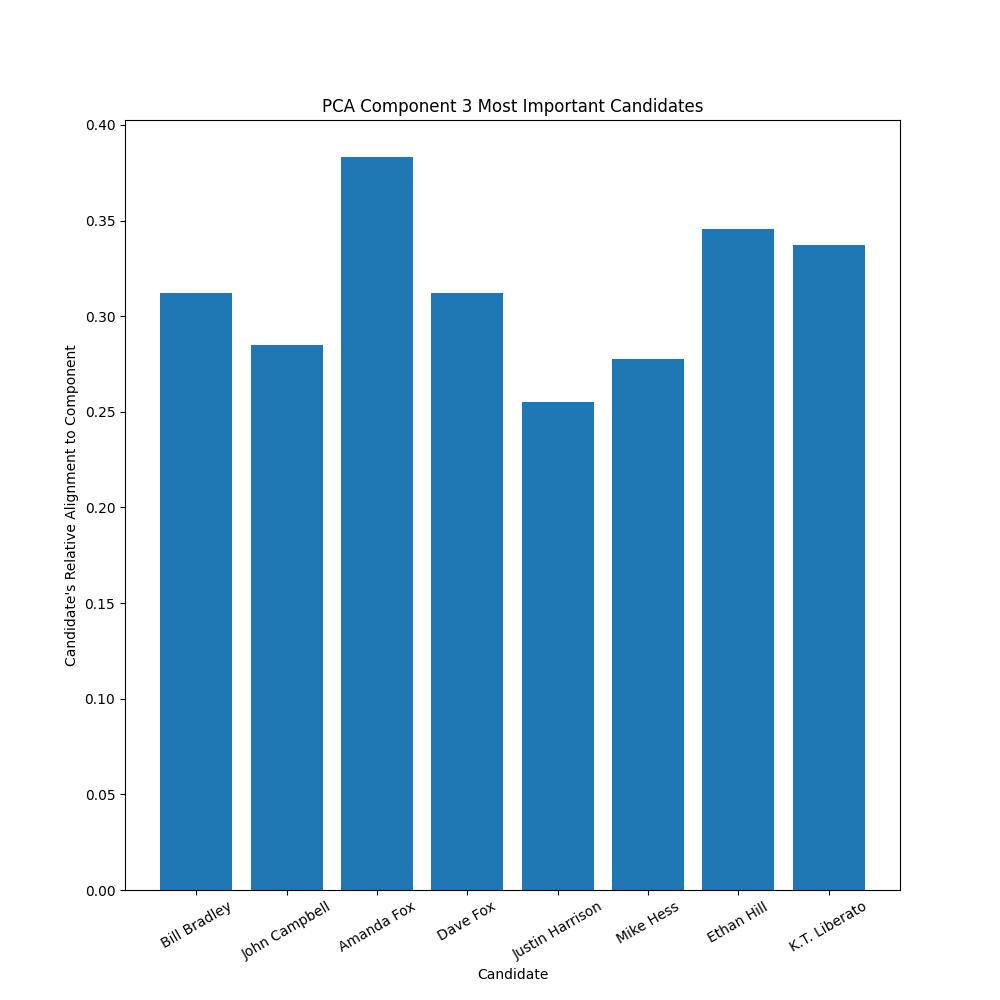 PCA Component 3 Most Important Candidates
0.40
0.35
0.30
0.25
0.20
0.15
0.10
0.05
0.00
Candidate's Relative Alignment to Component
Bill Bradley
John Campbell
Amanda Fox
Dave Fox
Justin Harrison
Mike Hess
Ethan Hill
K.T. Liberato
Candidate